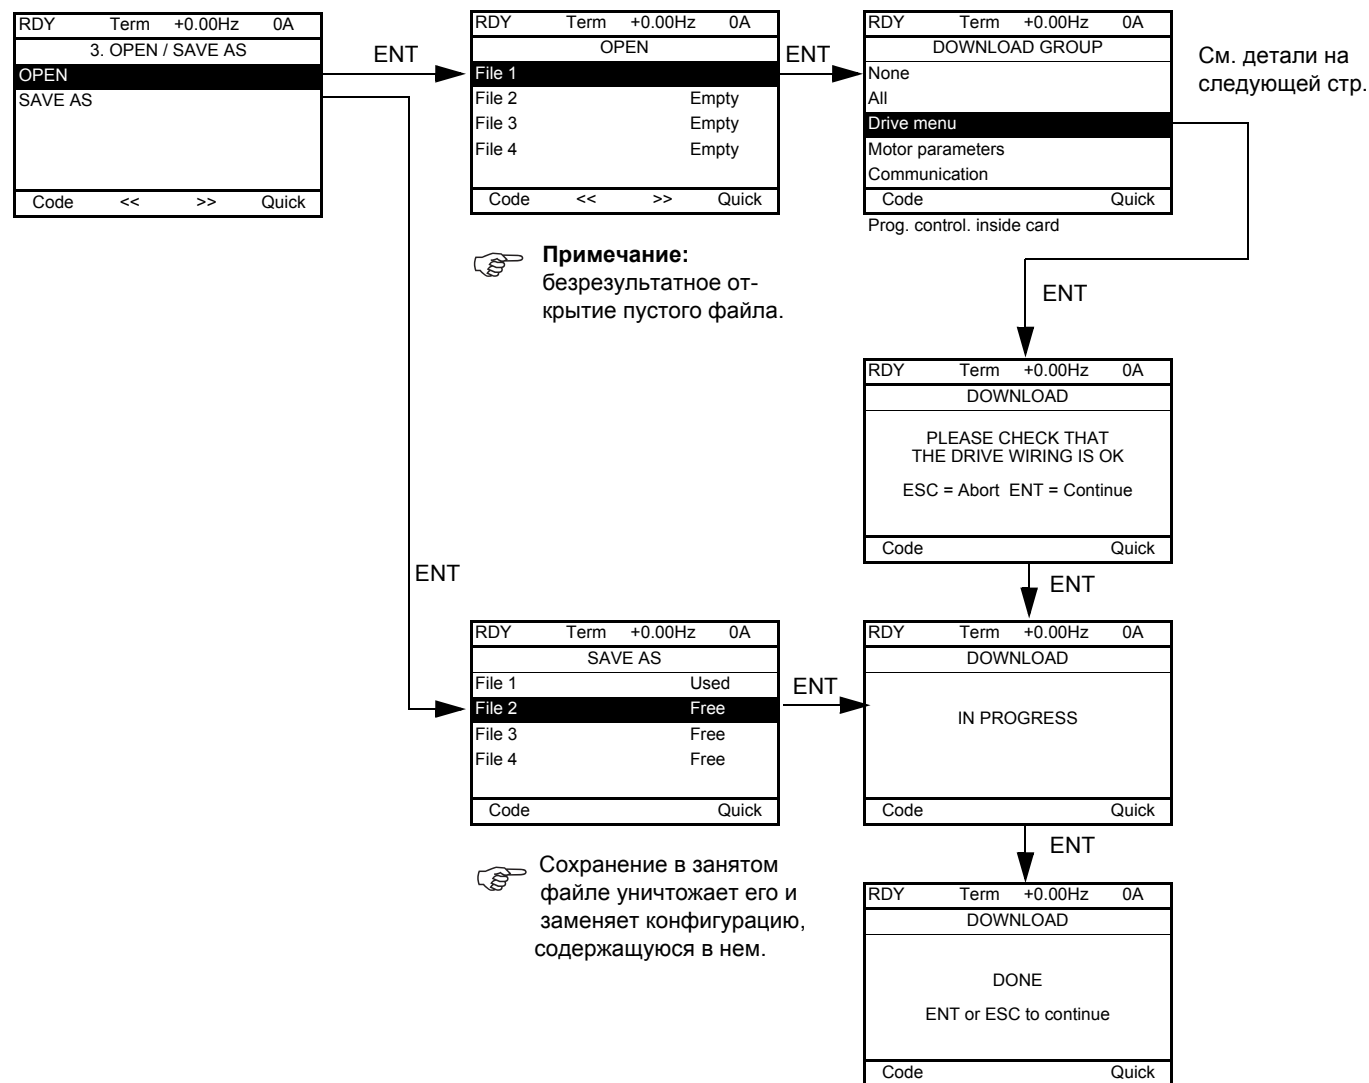 RDY Term +0.00Hz 0A
3. OPEN / SAVE AS
OPEN
SAVE AS
Code << >> Quick
ENT
RDY Term +0.00Hz 0A
OPEN
File 1
File 2 Empty
File 3 Empty
File 4 Empty
Code << >> Quick
ENT
RDY Term +0.00Hz 0A
DOWNLOAD GROUP
None
All
Drive menu
Motor parameters
Communication
Code Quick
Prog. control. inside card
См. детали на
следующей стр.
Примечание:
безрезультатное от-
крытие пустого файла.
ENT
RDY Term +0.00Hz 0A
DOWNLOAD
PLEASE CHECK THAT
THE DRIVE WIRING IS OK
ESC = Abort ENT = Continue
Code Quick
ENT
ENT
RDY Term +0.00Hz 0A
SAVE AS
File 1 Used
File 2 Free
File 3 Free
File 4 Free
Code Quick
ENT
RDY Term +0.00Hz 0A
DOWNLOAD
IN PROGRESS
Code Quick
Сохранение в занятом
файле уничтожает его и
заменяет конфигурацию,
содержащуюся в нем.
ENT
RDY Term +0.00Hz 0A
DOWNLOAD
DONE
ENT or ESC to continue
Code Quick